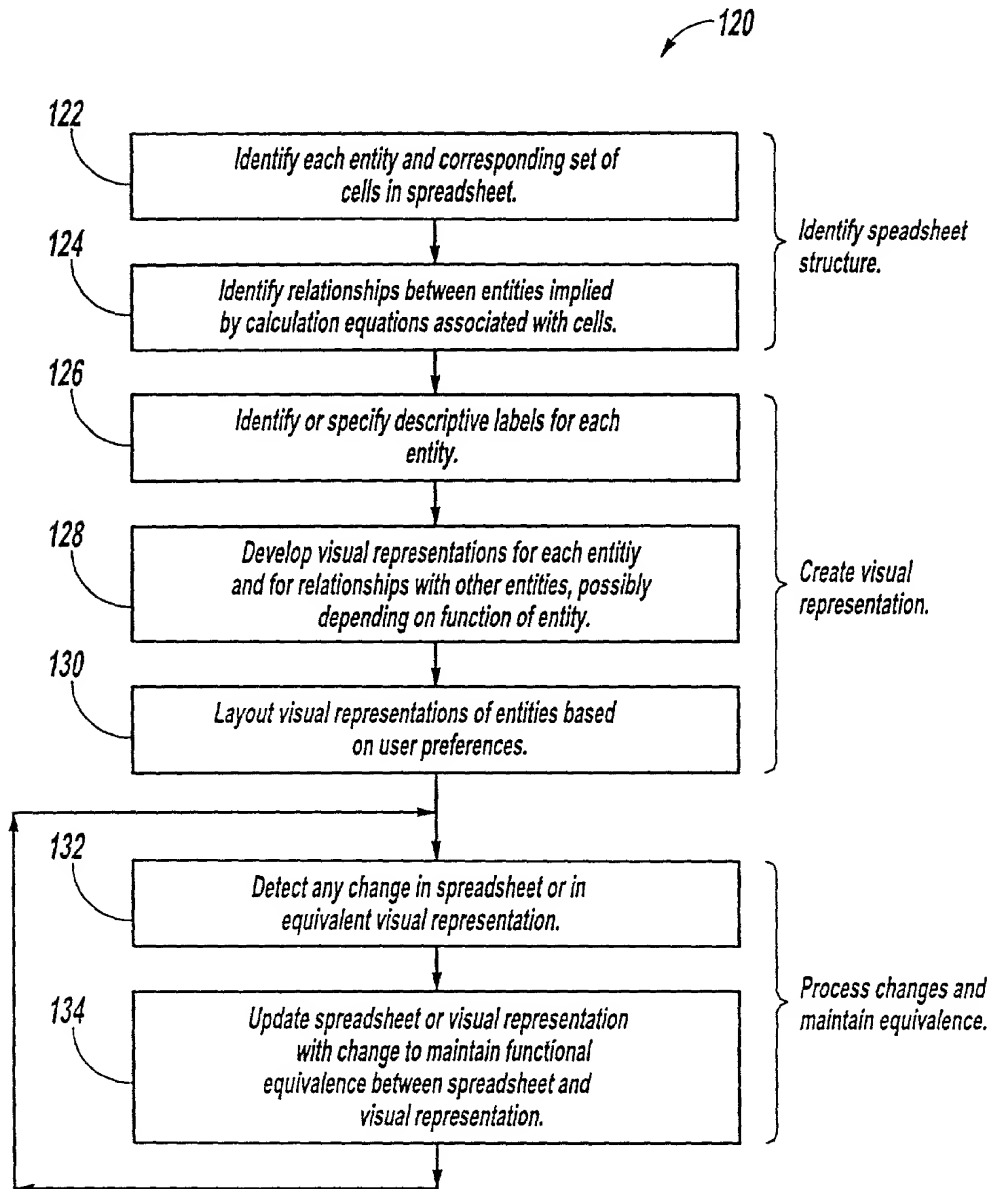 120
122
Identify each entity and corresponding set of
cells in spreadsheet.
124
Identify relationships between entities implied
by calculation equations associated with cells.
Identify speadsheet
structure.
126
Identify or specify descriptive labels for each
entity.
128
Develop visual representations for each entitiy
and for relationships with other entities, possibly
depending on function of entity.
130
Layout visual representations of entities based
on user preferences.
Create visual
representation.
132
Detect any change in spreadsheet or in
equivalent visual representation.
134
Update spreadsheet or visual representation
with change to maintain functional
equivalence between spreadsheet and
visual representation.
Process changes and
maintain equivalence.